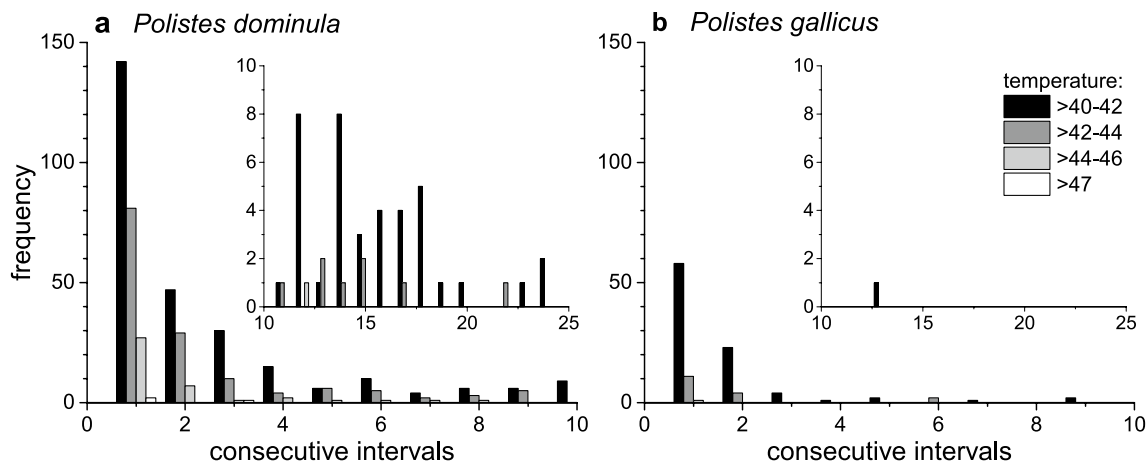 a Polistes dominula
b Polistes gallicus
150
100
50
0
frequency
0 2 4 6 8 10
consecutive intervals
10
8
6
4
2
0
10 15 20 25
150
100
50
0
0 2 4 6 8 10
consecutive intervals
10
8
6
4
2
0
10 15 20 25
temperature:
>40-42
>42-44
>44-46
>47